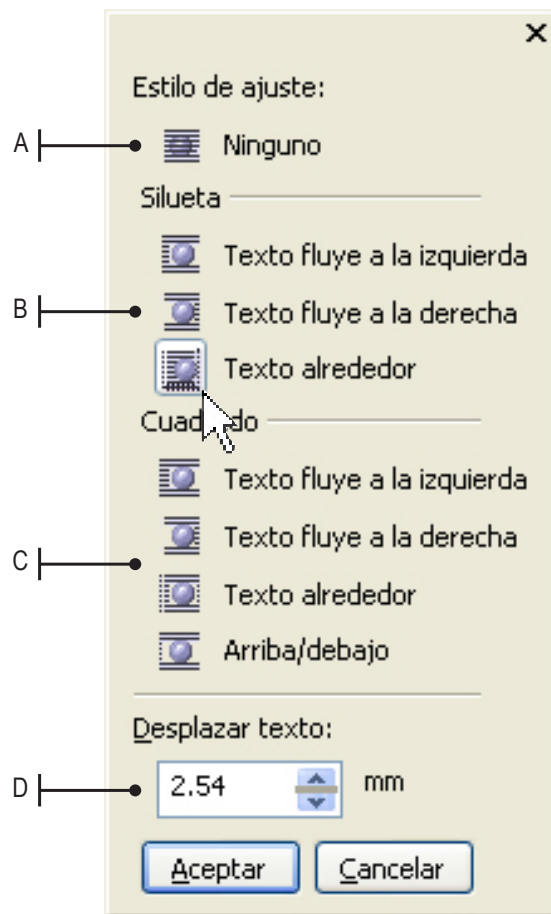 Estilo de ajuste:
A
Ninguno
Silueta
Texto fluye a la izquierda
B
Texto fluye a la derecha
Texto alrededor
Texto fluye a la izquierda
Texto fluye a la derecha
C
Texto alrededor
Arriba/debajo
Desplazar texto:
D
2.54 mm
Aceptar Cancelar